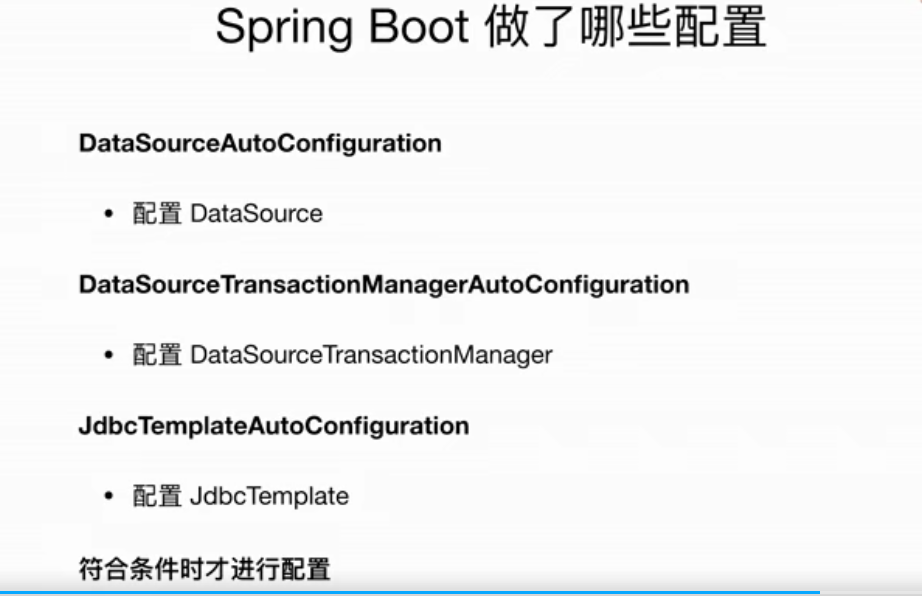 Spring Boot 做了哪些配置
DataSourceAutoConfiguration
• 配置 DataSource
DataSourceTransactionManagerAutoConfiguration
• 配置 DataSourceTransactionManager
JdbcTemplateAutoConfiguration
• 配置 JdbcTemplate
符合条件时才进行配置